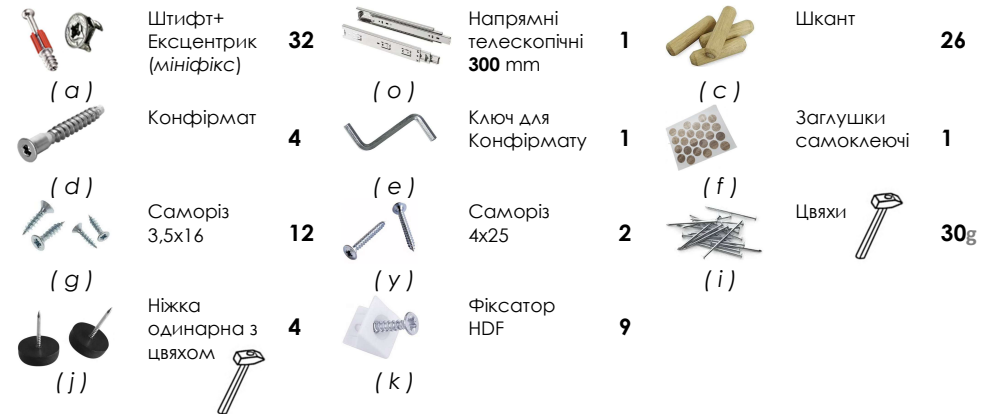 Штифт+
Ексцентрик
(мініфікс)
32
( a )
Напрямні
телескопічні
300 mm
1
( o )
Шкант
26
( c )
Конфірмат
4
( d )
Ключ для
Конфірмату
1
( e )
Заглушки
самоклеючі
1
( f )
Саморіз
3,5x16
12
( g )
Саморіз
4x25
2
( y )
Цвяхи
30g
( i )
Ніжка
одинарна з
цвяхом
4
( j )
Фіксатор
HDF
9
( k )